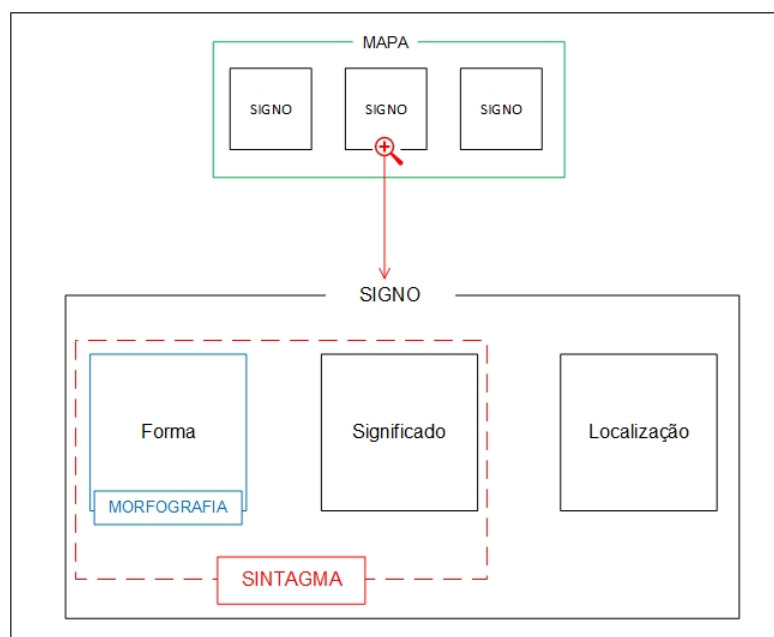 MAPA
SIGNO SIGNO SIGNO
SIGNO
Forma Significado Localização
MORFOGRAFIA
SINTAGMA